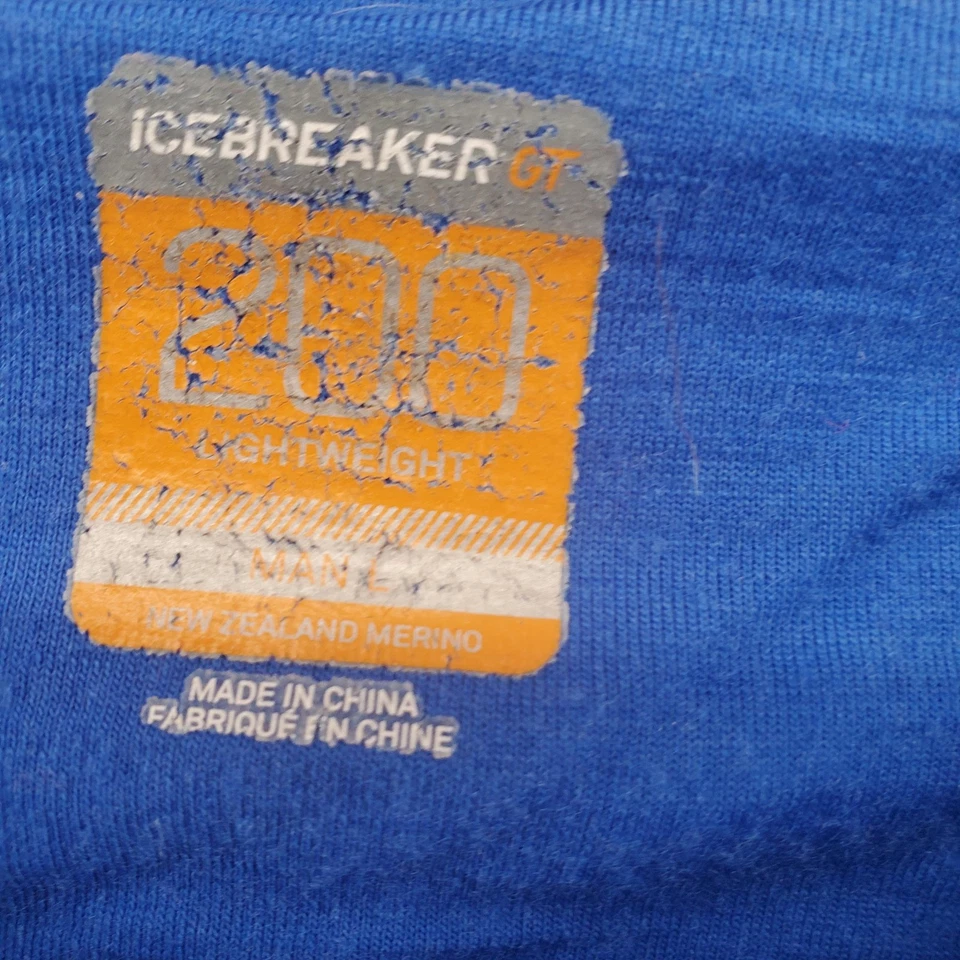 ICEBREAKER GT
200
LIGHTWEIGHT
MAN L
NEW ZEALAND MERINO
MADE IN CHINA
FABRIQUÉ EN CHINE